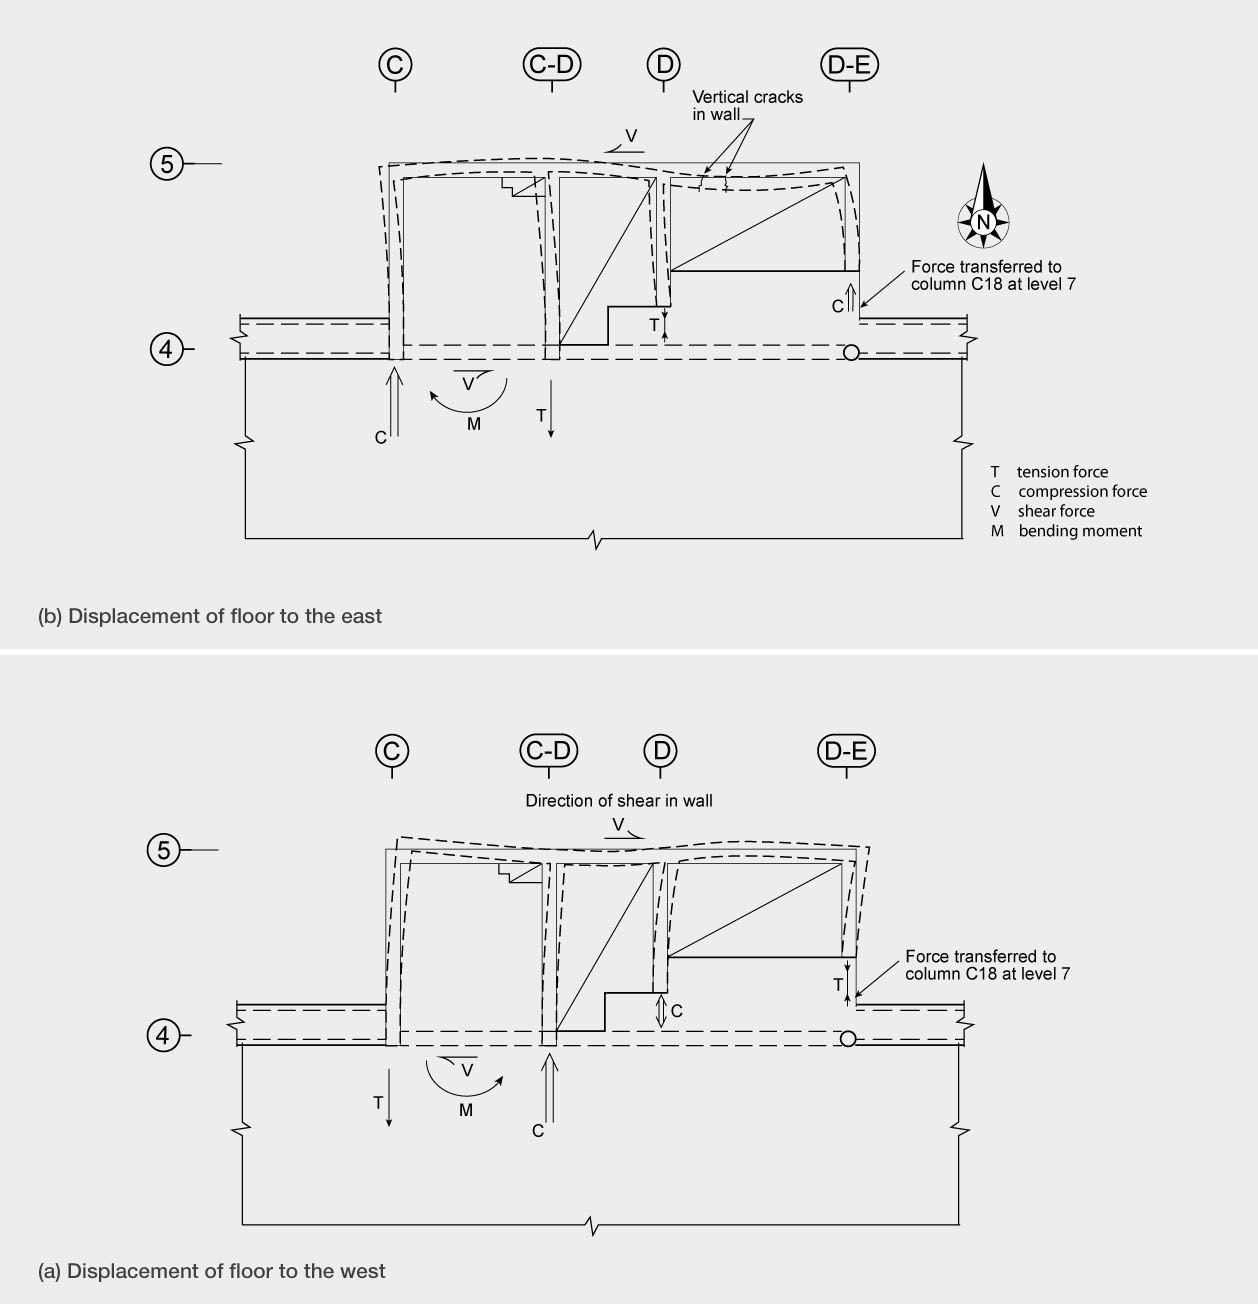 C C-D D D-E
Vertical cracks
in wall
V
5
N
Force transferred to
column C18 at level 7
C
T
4
V
T
M
C
T tension force
C compression force
V shear force
M bending moment
(b) Displacement of floor to the east
C C-D D D-E
Direction of shear in wall
V
5
Force transferred to
column C18 at level 7
T
C
4
V
T
M
C
(a) Displacement of floor to the west